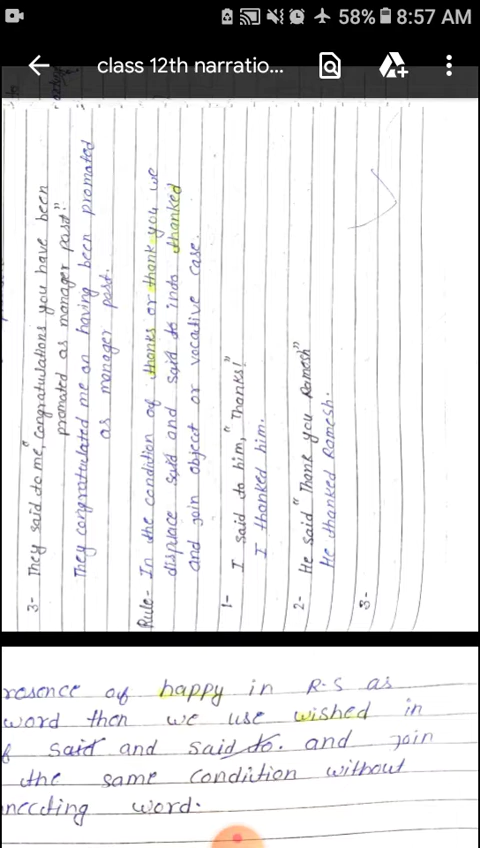 58% 8:57 AM
class 12th narratio...
3- They said to me, "congratulations you have been
promated as manager post."
They congratulated me on having been promated
as manager post.
Rule- In the condition of thanks or thank you we
displace said and said to into thanked
and join object or vocative case.
1- I said to him, "Thanks!"
I thanked him.
2- He said "Thank you Ramesh"
He thanked Ramesh.
3-
resence of happy in R.S as
word then we use wished in
f said and said to. and join
the same condition without
necting word.